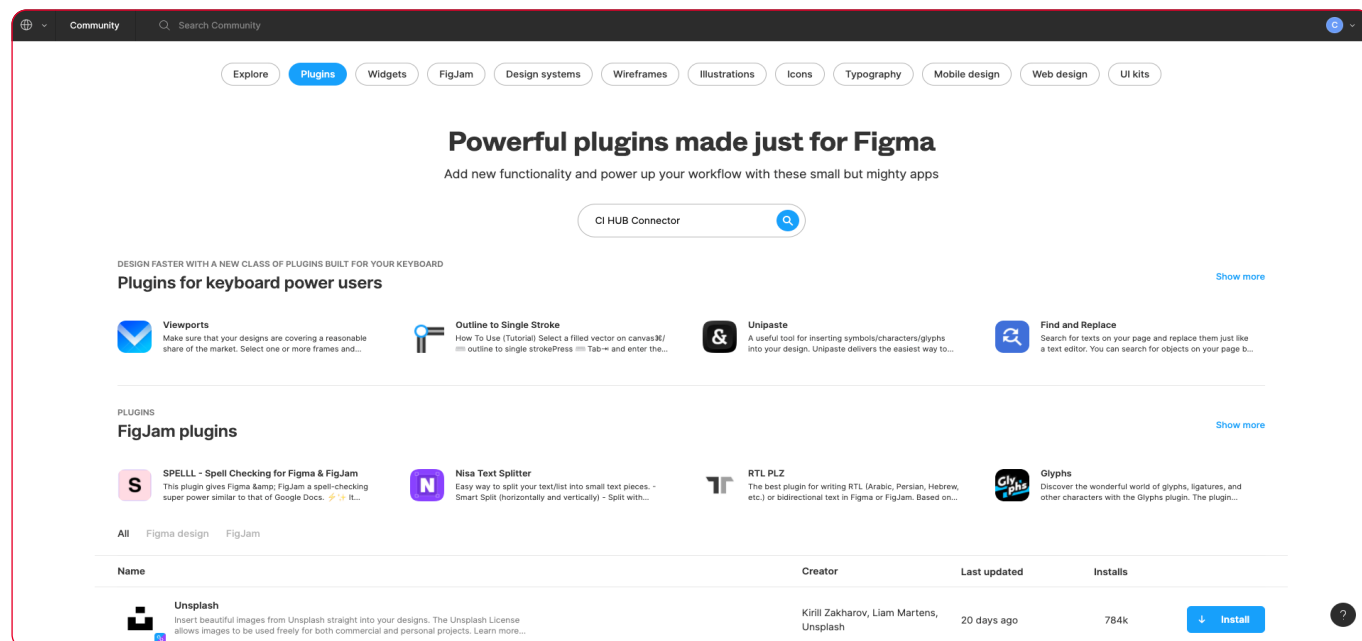 Community
Search Community
C
Explore
Plugins
Widgets
FigJam
Design systems
Wireframes
Illustrations
Icons
Typography
Mobile design
Web design
UI kits
Powerful plugins made just for Figma
Add new functionality and power up your workflow with these small but mighty apps
CI HUB Connector
DESIGN FASTER WITH A NEW CLASS OF PLUGINS BUILT FOR YOUR KEYBOARD
Plugins for keyboard power users
Show more
Viewports
Make sure that your designs are covering a reasonable
share of the market. Select one or more frames and...
Outline to Single Stroke
How To Use (Tutorial) Select a filled vector on canvas⌘/
outline to single strokePress Tab⇥ and enter the...
&
Unipaste
A useful tool for inserting symbols/characters/glyphs
into your design. Unipaste delivers the easiest way to...
Find and Replace
Search for texts on your page and replace them just like
a text editor. You can search for objects on your page b...
PLUGINS
FigJam plugins
Show more
S
SPELLL - Spell Checking for Figma & FigJam
This plugin gives Figma &amp; FigJam a spell-checking
super power similar to that of Google Docs. ⚡✨ It...
N
Nisa Text Splitter
Easy way to split your text/list into small text pieces. -
Smart Split (horizontally and vertically) - Split with...
RTL PLZ
The best plugin for writing RTL (Arabic, Persian, Hebrew,
etc.) or bidirectional text in Figma or FigJam. Based on...
Glyphs
Glyphs
Discover the wonderful world of glyphs, ligatures, and
other characters with the Glyphs plugin. The plugin...
All
Figma design
FigJam
Name
Creator
Last updated
Installs
Unsplash
Insert beautiful images from Unsplash straight into your designs. The Unsplash License
allows images to be used freely for both commercial and personal projects. Learn more...
Kirill Zakharov, Liam Martens,
Unsplash
20 days ago
784k
Install
?